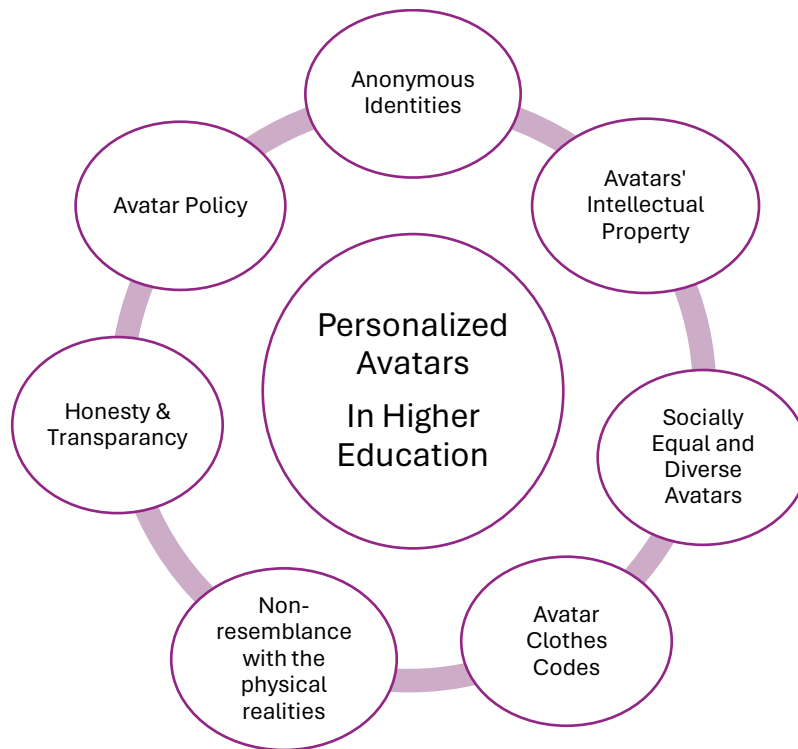 Anonymous
Identities
Avatars'
Intellectual
Property
Socially
Equal and
Diverse
Avatars
Avatar
Clothes
Codes
Non-
resemblance
with the
physical
realities
Honesty &
Transparancy
Avatar Policy
Personalized
Avatars
In Higher
Education